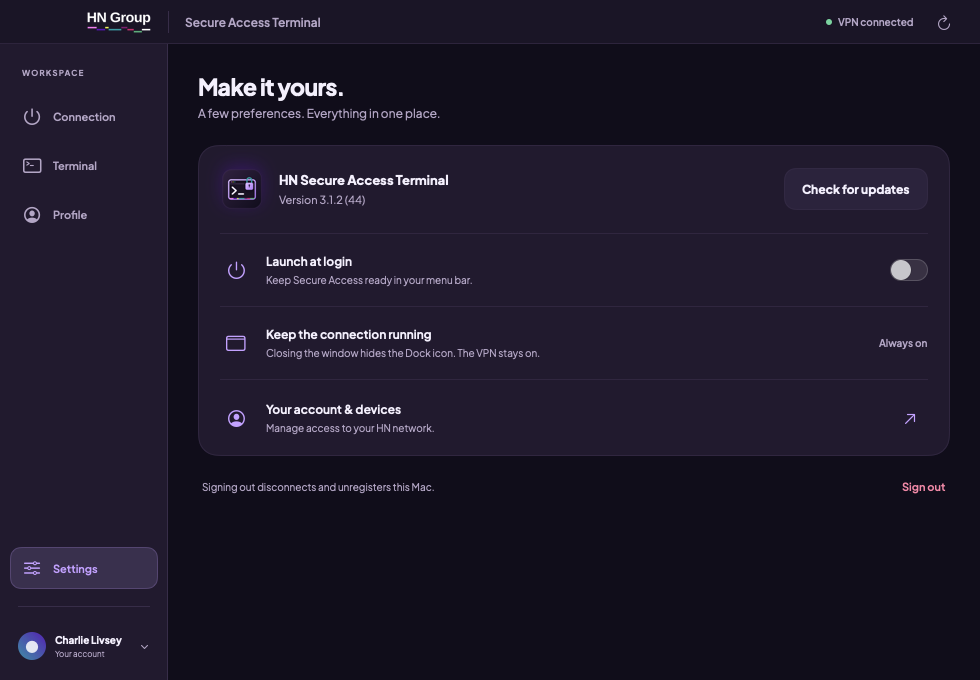 HN Group
Secure Access Terminal
VPN connected
WORKSPACE
Connection
Terminal
Profile
Make it yours.
A few preferences. Everything in one place.
HN Secure Access Terminal
Version 3.1.2 (44)
Check for updates
Launch at login
Keep Secure Access ready in your menu bar.
Keep the connection running
Closing the window hides the Dock icon. The VPN stays on.
Always on
Your account & devices
Manage access to your HN network.
Signing out disconnects and unregisters this Mac.
Sign out
Settings
Charlie Livsey
Your account